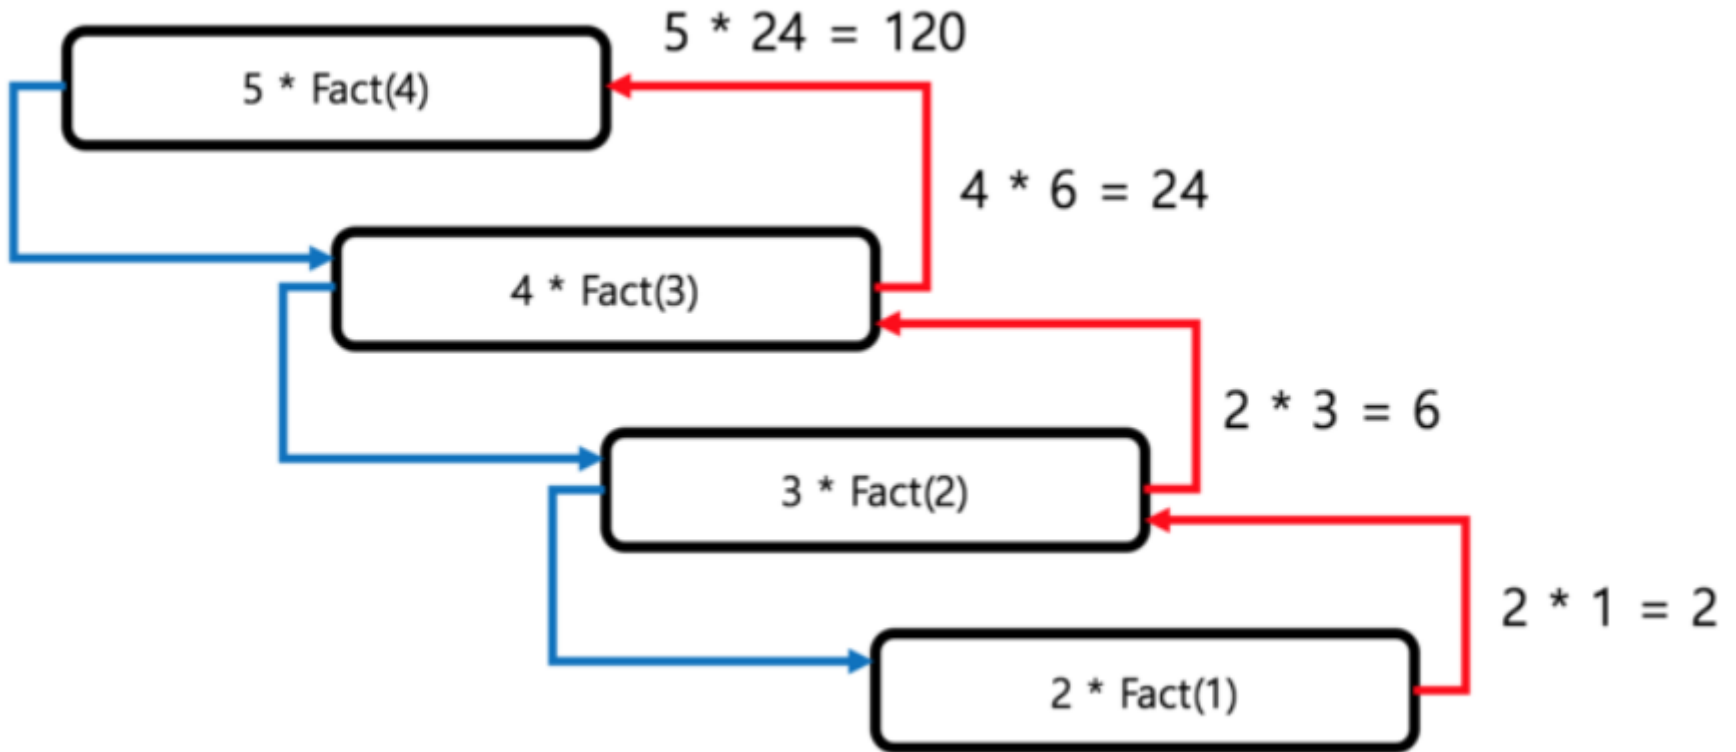 5 * 24 = 120
5 * Fact(4)
4 * 6 = 24
4 * Fact(3)
2 * 3 = 6
3 * Fact(2)
2 * 1 = 2
2 * Fact(1)